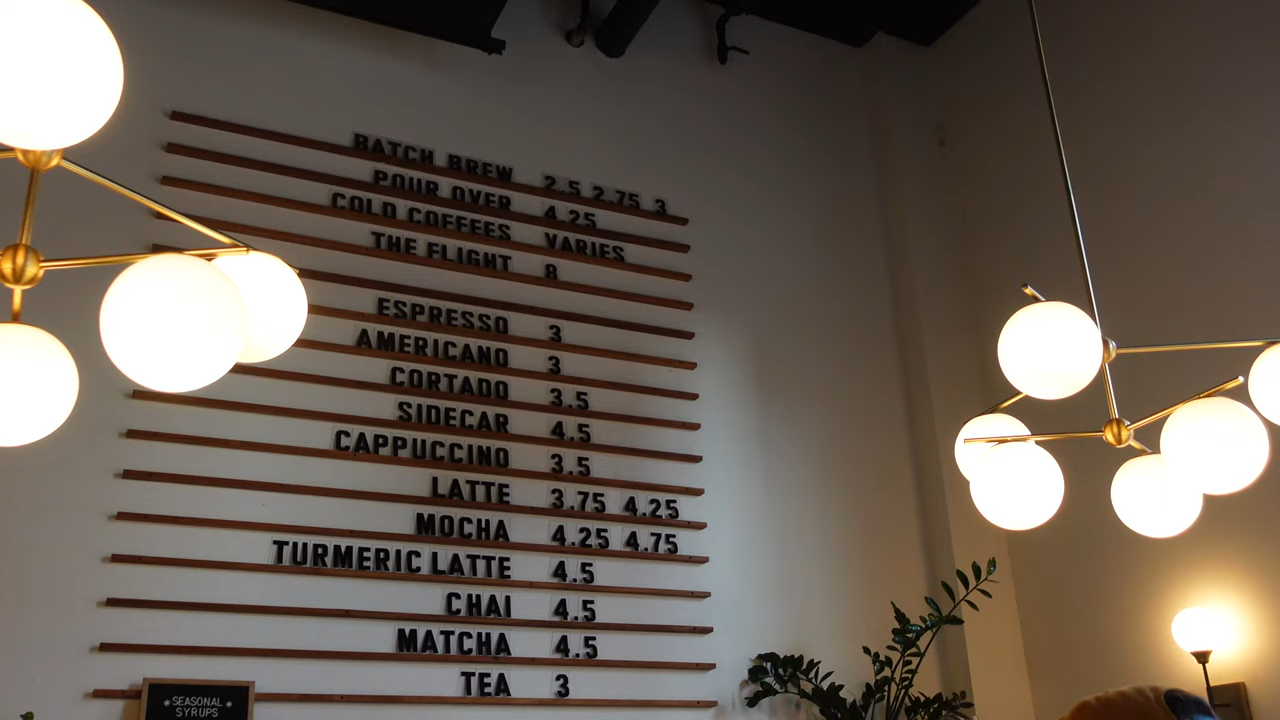 BATCH BREW 2.5 2.75 3
POUR OVER 4.25
COLD COFFEES VARIES
THE FLIGHT 8
ESPRESSO 3
AMERICANO 3
CORTADO 3.5
SIDECAR 4.5
CAPPUCCINO 3.5
LATTE 3.75 4.25
MOCHA 4.25 4.75
TURMERIC LATTE 4.5
CHAI 4.5
MATCHA 4.5
TEA 3
* SEASONAL *
SYRUPS